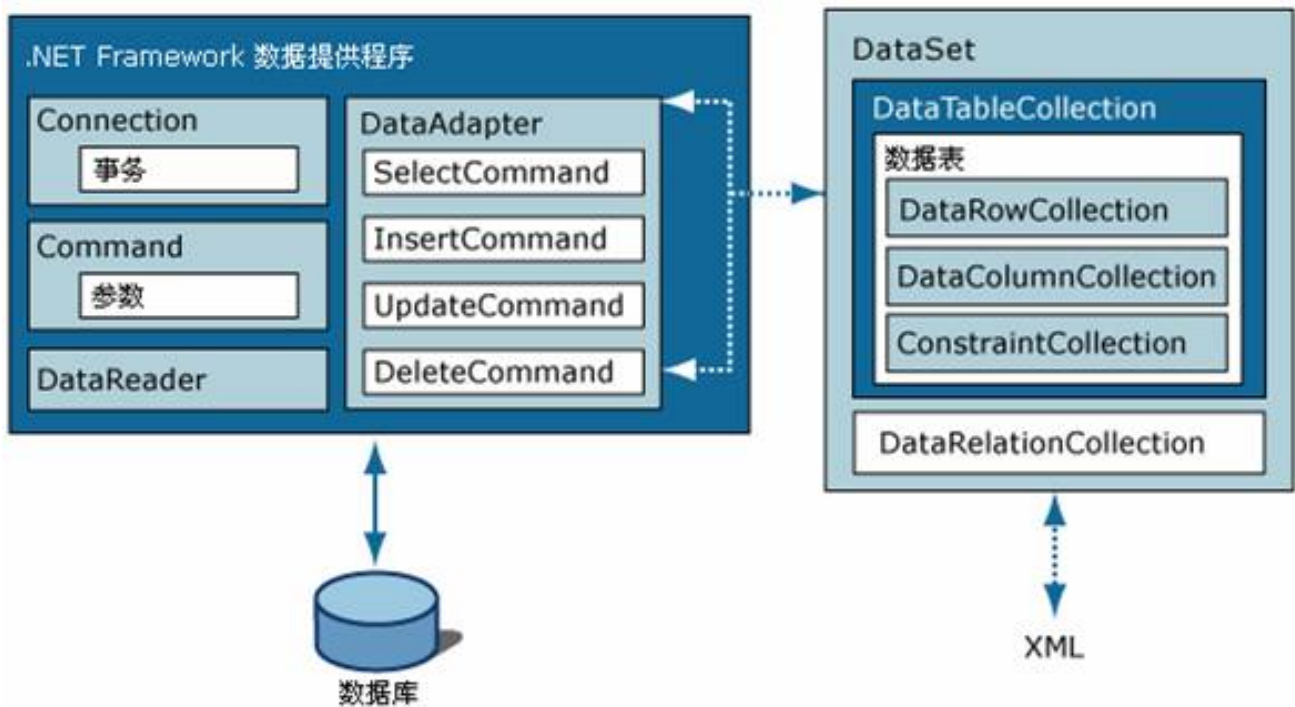 .NET Framework 数据提供程序
Connection
事务
Command
参数
DataReader
DataAdapter
SelectCommand
InsertCommand
UpdateCommand
DeleteCommand
数据库
DataSet
DataTableCollection
数据表
DataRowCollection
DataColumnCollection
ConstraintCollection
DataRelationCollection
XML